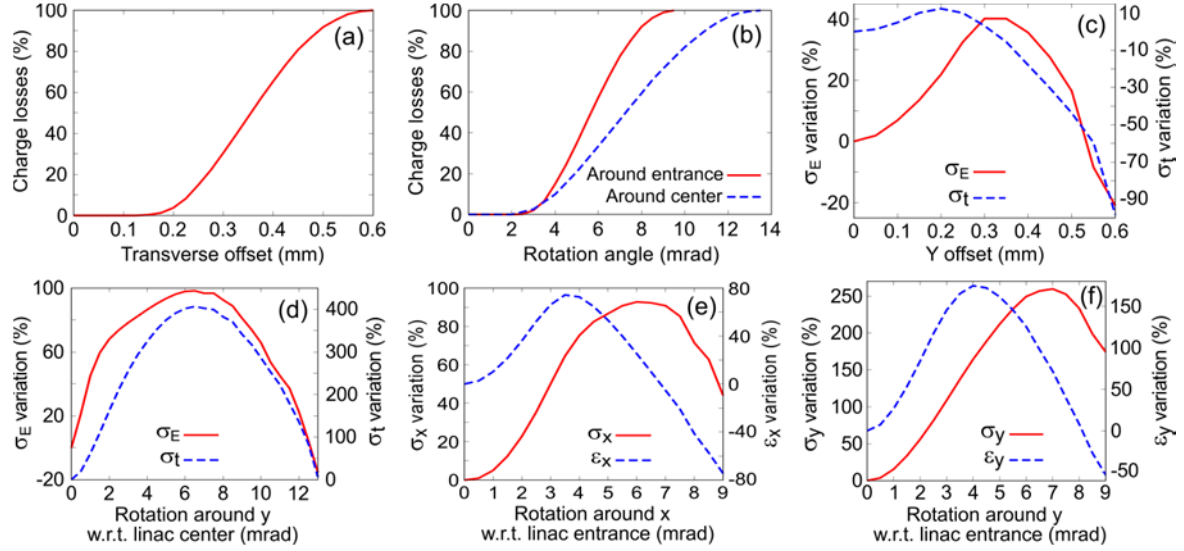 (a)
Charge losses (%)
100
80
60
40
20
0
0 0.1 0.2 0.3 0.4 0.5 0.6
Transverse offset (mm)
(b)
Charge losses (%)
100
80
60
40
20
0
Around entrance
Around center
0 2 4 6 8 10 12 14
Rotation angle (mrad)
(c)
σE variation (%)
40
20
0
-20
σt variation (%)
10
-10
-30
-50
-70
-90
σE
σt
0 0.1 0.2 0.3 0.4 0.5 0.6
Y offset (mm)
(d)
σE variation (%)
100
60
20
-20
σt variation (%)
400
300
200
100
0
σE
σt
0 2 4 6 8 10 12
Rotation around y
w.r.t. linac center (mrad)
(e)
σx variation (%)
100
80
60
40
20
0
εx variation (%)
80
40
0
-40
-80
σx
εx
0 1 2 3 4 5 6 7 8 9
Rotation around x
w.r.t. linac entrance (mrad)
(f)
σy variation (%)
250
200
150
100
50
0
εy variation (%)
150
100
50
0
-50
σy
εy
0 1 2 3 4 5 6 7 8 9
Rotation around y
w.r.t. linac entrance (mrad)